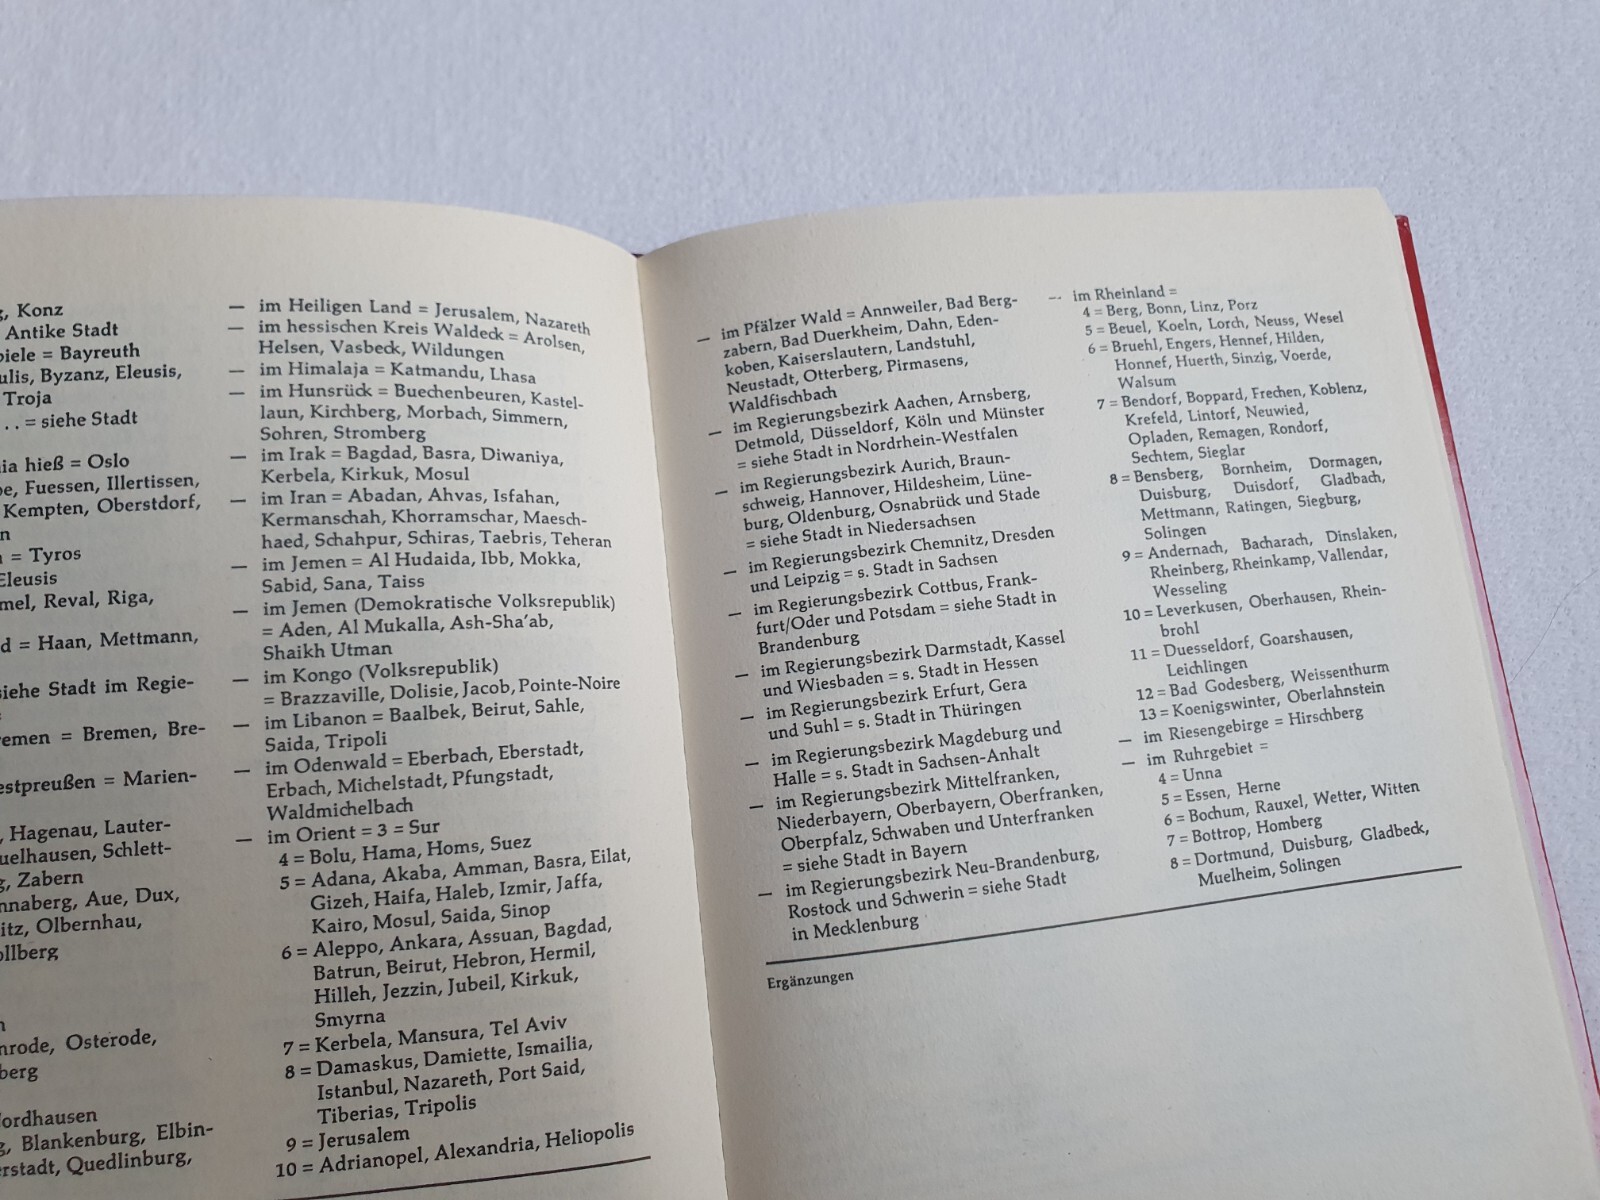 g, Konz
Antike Stadt
piele = Bayreuth
ulis, Byzanz, Eleusis,
Troja
. . = siehe Stadt
ia hieß = Oslo
be, Fuessen, Illertissen,
Kempten, Oberstdorf,
n
= Tyros
Eleusis
mel, Reval, Riga,
d = Haan, Mettmann,
siehe Stadt im Regie-
remen = Bremen, Bre-
estpreußen = Marien-
, Hagenau, Lauter-
uelhausen, Schlett-
g, Zabern
nnaberg, Aue, Dux,
itz, Olbernhau,
ollberg
n
nrode, Osterode,
berg
Nordhausen
g, Blankenburg, Elbin-
erstadt, Quedlinburg,
— im Heiligen Land = Jerusalem, Nazareth
— im hessischen Kreis Waldeck = Arolsen,
Helsen, Vasbeck, Wildungen
— im Himalaja = Katmandu, Lhasa
— im Hunsrück = Buechenbeuren, Kastel-
laun, Kirchberg, Morbach, Simmern,
Sohren, Stromberg
— im Irak = Bagdad, Basra, Diwaniya,
Kerbela, Kirkuk, Mosul
— im Iran = Abadan, Ahvas, Isfahan,
Kermanschah, Khorramschar, Maesch-
haed, Schahpur, Schiras, Taebris, Teheran
— im Jemen = Al Hudaida, Ibb, Mokka,
Sabid, Sana, Taiss
— im Jemen (Demokratische Volksrepublik)
= Aden, Al Mukalla, Ash-Sha'ab,
Shaikh Utman
— im Kongo (Volksrepublik)
= Brazzaville, Dolisie, Jacob, Pointe-Noire
— im Libanon = Baalbek, Beirut, Sahle,
Saida, Tripoli
— im Odenwald = Eberbach, Eberstadt,
Erbach, Michelstadt, Pfungstadt,
Waldmichelbach
— im Orient = 3 = Sur
4 = Bolu, Hama, Homs, Suez
5 = Adana, Akaba, Amman, Basra, Eilat,
Gizeh, Haifa, Haleb, Izmir, Jaffa,
Kairo, Mosul, Saida, Sinop
6 = Aleppo, Ankara, Assuan, Bagdad,
Batrun, Beirut, Hebron, Hermil,
Hilleh, Jezzin, Jubeil, Kirkuk,
Smyrna
7 = Kerbela, Mansura, Tel Aviv
8 = Damaskus, Damiette, Ismailia,
Istanbul, Nazareth, Port Said,
Tiberias, Tripolis
9 = Jerusalem
10 = Adrianopel, Alexandria, Heliopolis
— im Pfälzer Wald = Annweiler, Bad Berg-
zabern, Bad Duerkheim, Dahn, Eden-
koben, Kaiserslautern, Landstuhl,
Neustadt, Otterberg, Pirmasens,
Waldfischbach
— im Regierungsbezirk Aachen, Arnsberg,
Detmold, Düsseldorf, Köln und Münster
= siehe Stadt in Nordrhein-Westfalen
— im Regierungsbezirk Aurich, Braun-
schweig, Hannover, Hildesheim, Lüne-
burg, Oldenburg, Osnabrück und Stade
= siehe Stadt in Niedersachsen
— im Regierungsbezirk Chemnitz, Dresden
und Leipzig = s. Stadt in Sachsen
— im Regierungsbezirk Cottbus, Frank-
furt/Oder und Potsdam = siehe Stadt in
Brandenburg
— im Regierungsbezirk Darmstadt, Kassel
und Wiesbaden = s. Stadt in Hessen
— im Regierungsbezirk Erfurt, Gera
und Suhl = s. Stadt in Thüringen
— im Regierungsbezirk Magdeburg und
Halle = s. Stadt in Sachsen-Anhalt
— im Regierungsbezirk Mittelfranken,
Niederbayern, Oberbayern, Oberfranken,
Oberpfalz, Schwaben und Unterfranken
= siehe Stadt in Bayern
— im Regierungsbezirk Neu-Brandenburg,
Rostock und Schwerin = siehe Stadt
in Mecklenburg
— im Rheinland =
4 = Berg, Bonn, Linz, Porz
5 = Beuel, Koeln, Lorch, Neuss, Wesel
6 = Bruehl, Engers, Hennef, Hilden,
Honnef, Huerth, Sinzig, Voerde,
Walsum
7 = Bendorf, Boppard, Frechen, Koblenz,
Krefeld, Lintorf, Neuwied,
Opladen, Remagen, Rondorf,
Sechtem, Sieglar
8 = Bensberg, Bornheim, Dormagen,
Duisburg, Duisdorf, Gladbach,
Mettmann, Ratingen, Siegburg,
Solingen
9 = Andernach, Bacharach, Dinslaken,
Rheinberg, Rheinkamp, Vallendar,
Wesseling
10 = Leverkusen, Oberhausen, Rhein-
brohl
11 = Duesseldorf, Goarshausen,
Leichlingen
12 = Bad Godesberg, Weissenthurm
13 = Koenigswinter, Oberlahnstein
— im Riesengebirge = Hirschberg
— im Ruhrgebiet =
4 = Unna
5 = Essen, Herne
6 = Bochum, Rauxel, Wetter, Witten
7 = Bottrop, Homberg
8 = Dortmund, Duisburg, Gladbeck,
Muelheim, Solingen
Ergänzungen